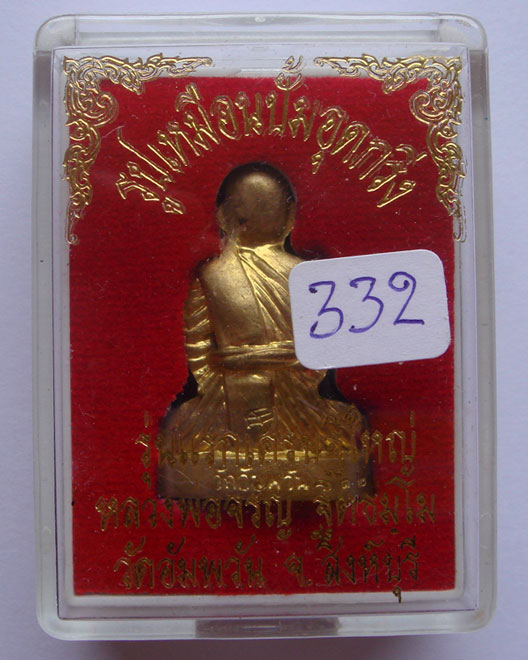 รูปเหมือนปั๊มอุดกริ่ง
332
หลวงพ่อจรัญ ฐิตธมฺโม
วัดอัมพวัน จ.สิงห์บุรี